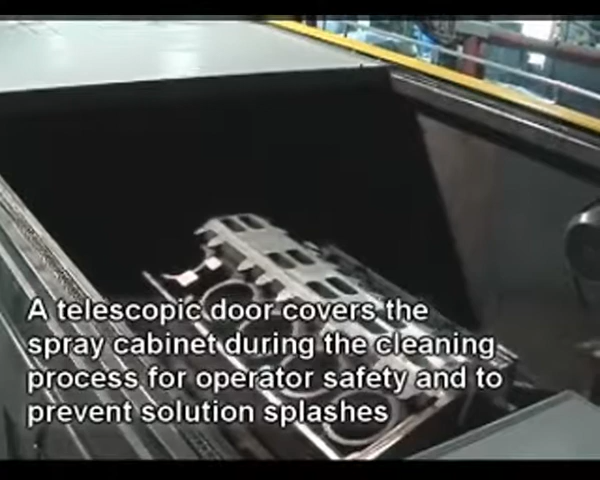 A telescopic door covers the
spray cabinet during the cleaning
process for operator safety and to
prevent solution splashes